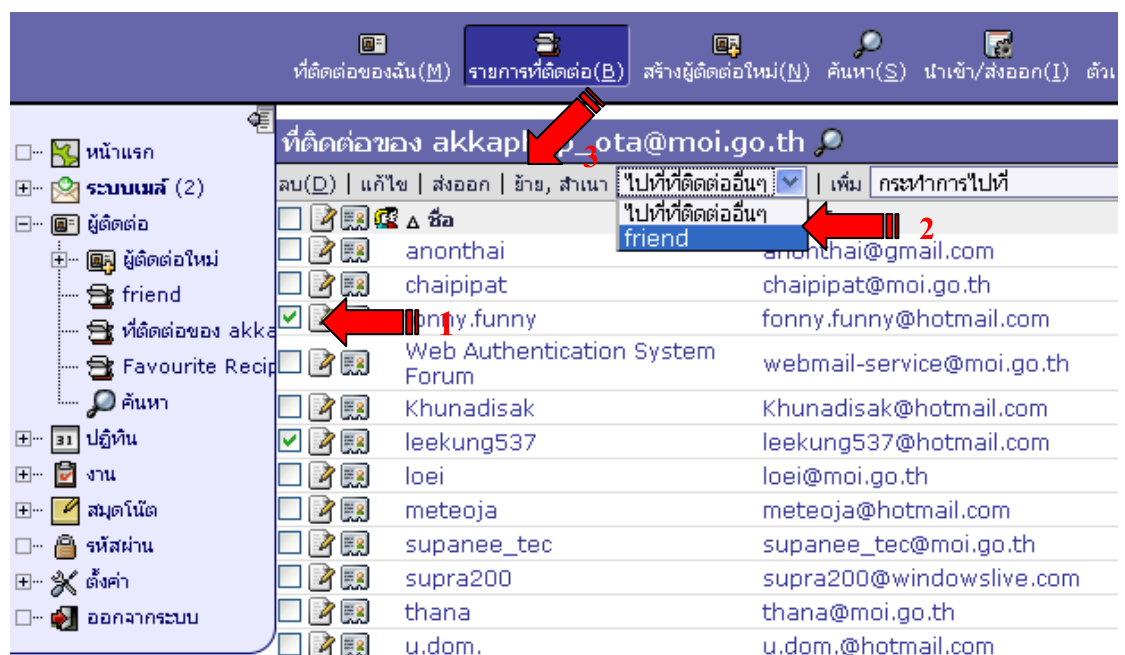 ที่ติดต่อของฉัน(M) รายการที่ติดต่อ(B) สร้างผู้ติดต่อใหม่(N) ค้นหา(S) นำเข้า/ส่งออก(I)
ที่ติดต่อของ akkap p_ota@moi.go.th
3
ลบ(D) | แก้ไข | ส่งออก | ย้าย, สำเนา ไปที่ที่ติดต่ออื่นๆ | เพิ่ม กระทำการไปที่
ไปที่ที่ติดต่ออื่นๆ
friend
2
ชื่อ
หน้าแรก
ระบบเมล์ (2)
ผู้ติดต่อ
ผู้ติดต่อใหม่
friend
ที่ติดต่อของ akka
Favourite Recip
ค้นหา
31 ปฏิทิน
งาน
สมุดโน๊ต
รหัสผ่าน
ตั้งค่า
ออกจากระบบ
anonthai anonthai@gmail.com
chaipipat chaipipat@moi.go.th
1
fonny.funny fonny.funny@hotmail.com
Web Authentication System
Forum webmail-service@moi.go.th
Khunadisak Khunadisak@hotmail.com
leekung537 leekung537@hotmail.com
loei loei@moi.go.th
meteoja meteoja@hotmail.com
supanee_tec supanee_tec@moi.go.th
supra200 supra200@windowslive.com
thana thana@moi.go.th
u.dom. u.dom.@hotmail.com